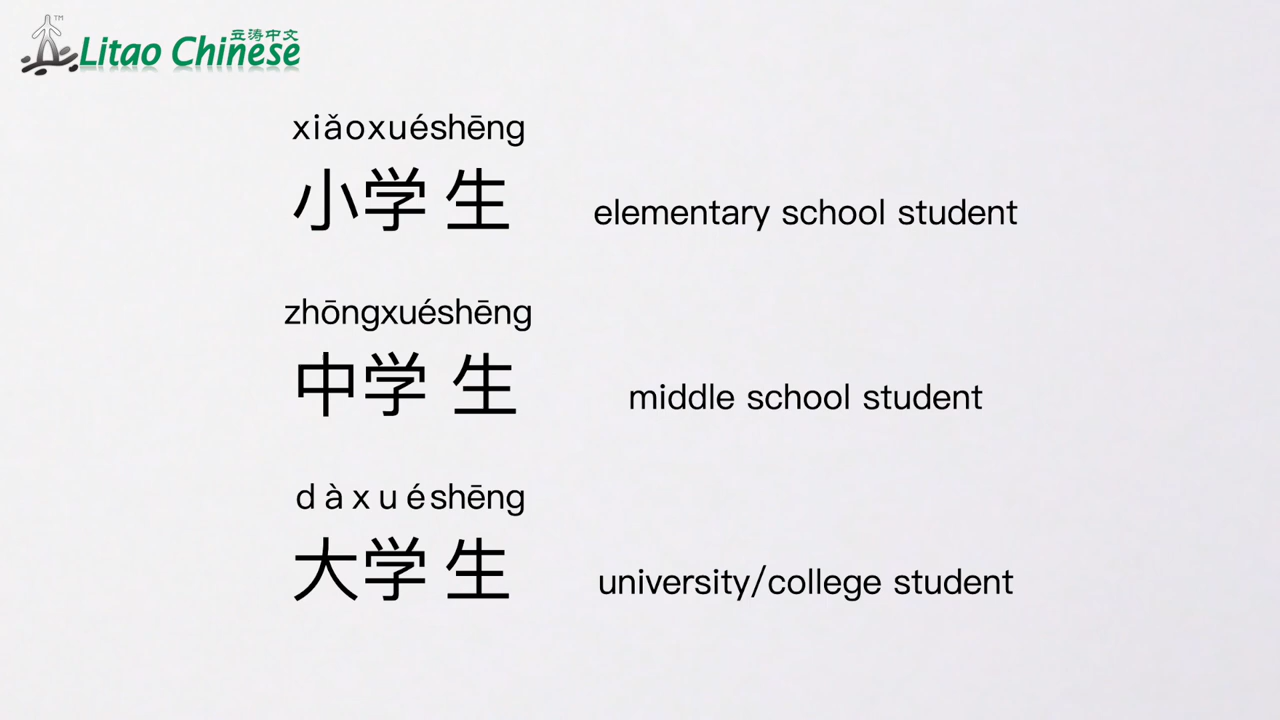 立涛中文
Litao Chinese
TM
xiǎoxuéshēng
小学生 elementary school student
zhōngxuéshēng
中学生 middle school student
dàxuéshēng
大学生 university/college student